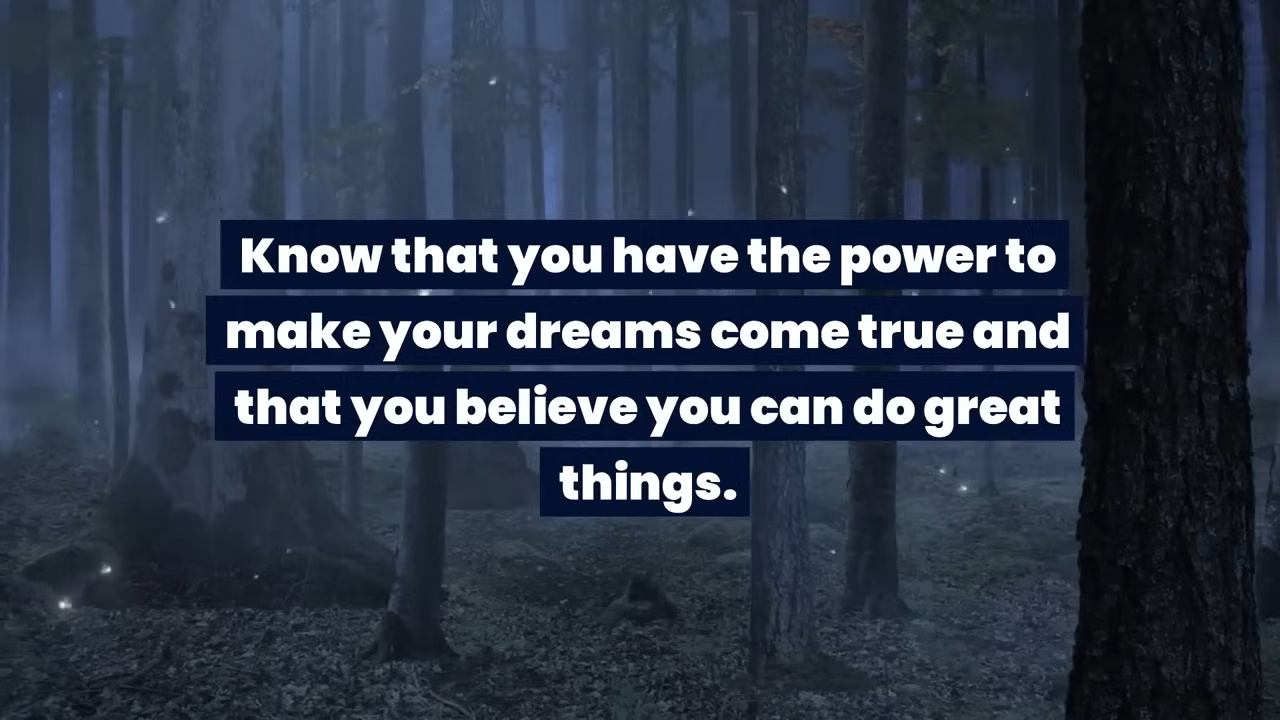 Know that you have the power to
make your dreams come true and
that you believe you can do great
things.